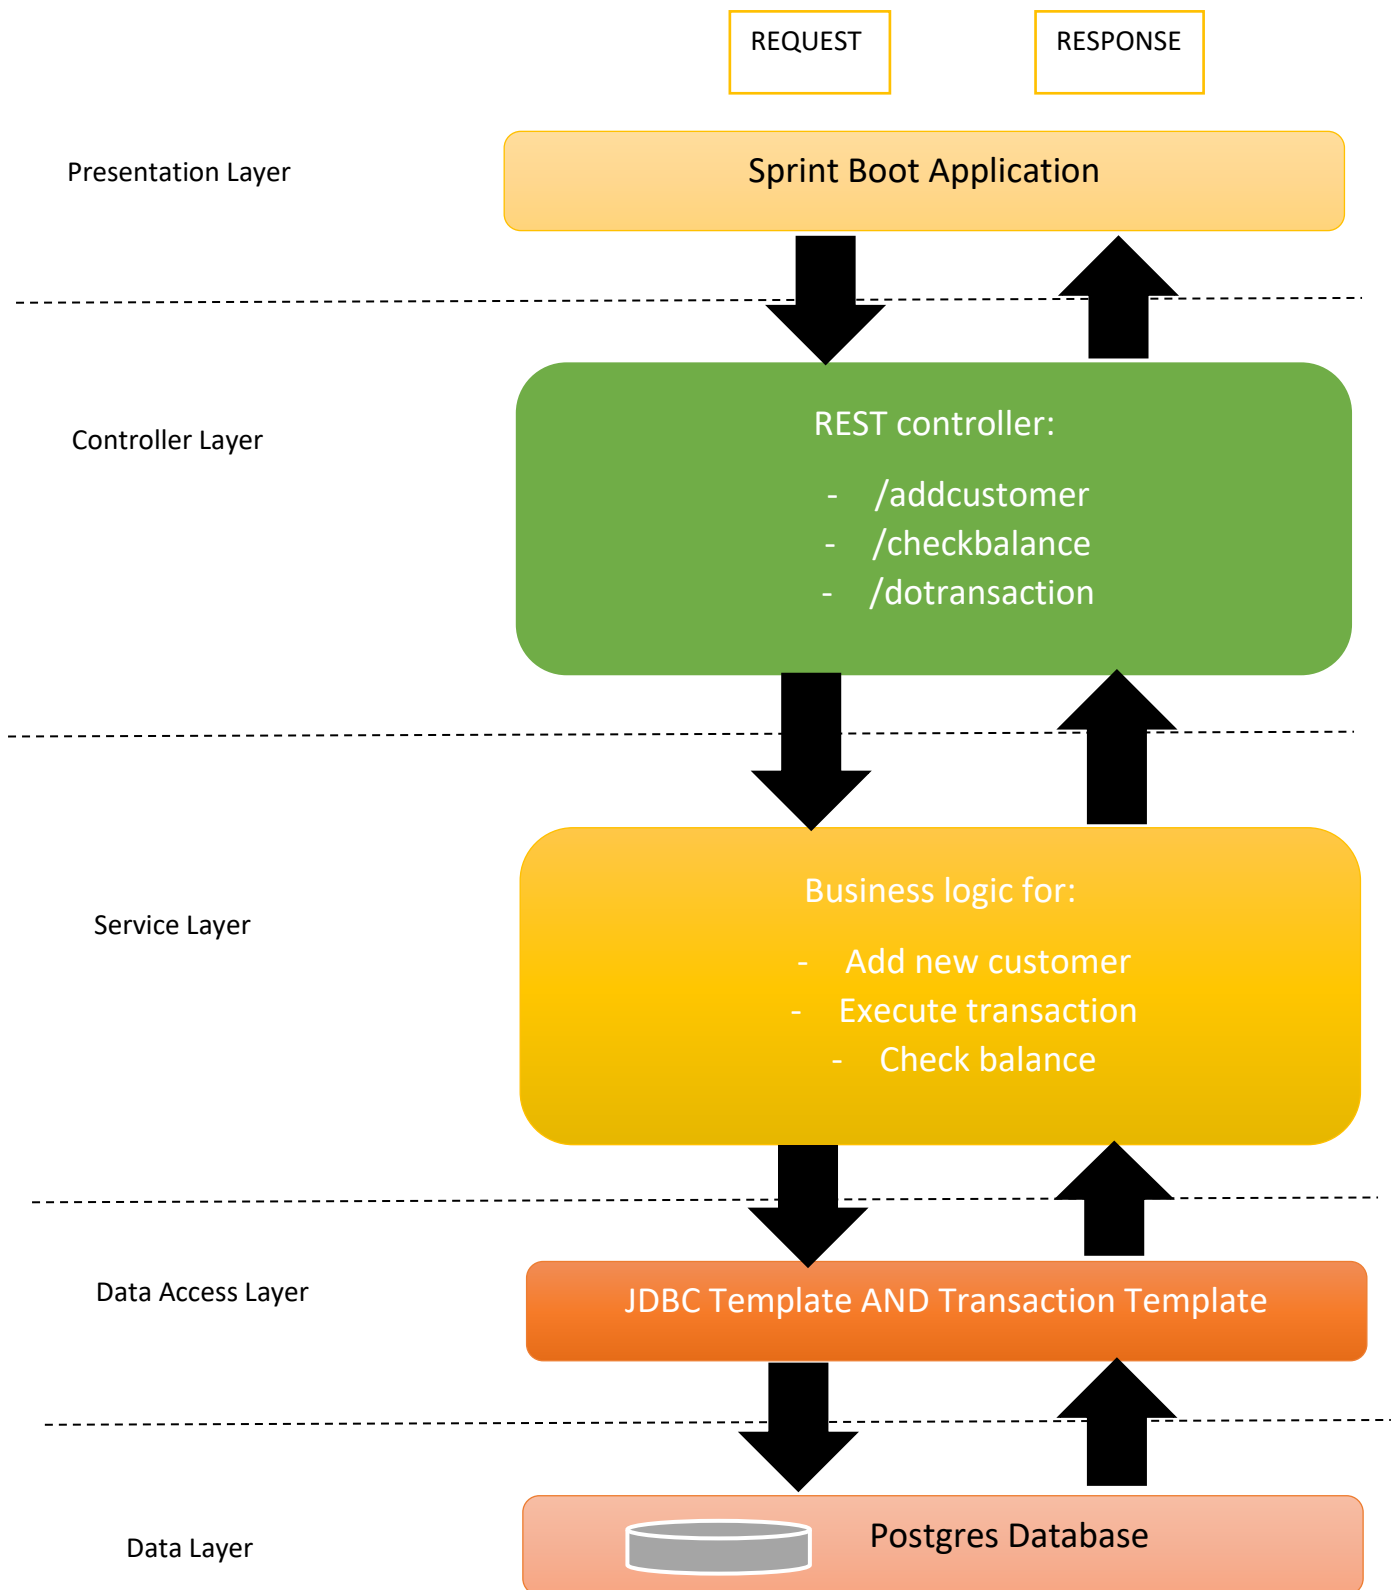 REQUEST
RESPONSE
Presentation Layer
Sprint Boot Application
Controller Layer
REST controller:
- /addcustomer
- /checkbalance
- /dotransaction
Service Layer
Business logic for:
- Add new customer
- Execute transaction
- Check balance
Data Access Layer
JDBC Template AND Transaction Template
Data Layer
Postgres Database